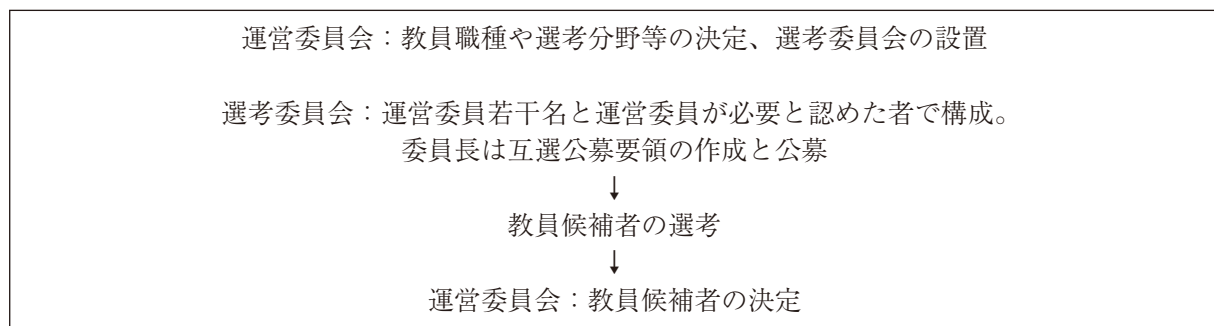 運営委員会：教員職種や選考分野等の決定、選考委員会の設置
選考委員会：運営委員若干名と運営委員が必要と認めた者で構成。
委員長は互選公募要領の作成と公募
↓
教員候補者の選考
↓
運営委員会：教員候補者の決定